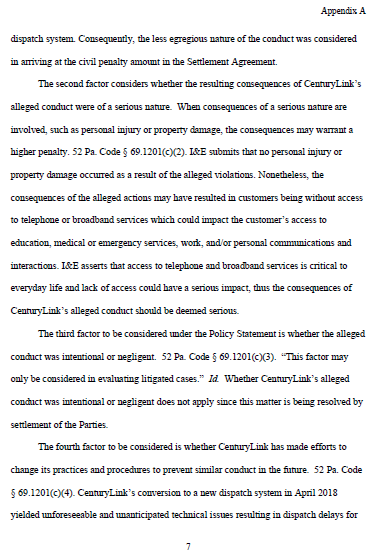 Appendix A
dispatch system. Consequently, the less egregious nature of the conduct was considered
in arriving at the civil penalty amount in the Settlement Agreement.
The second factor considers whether the resulting consequences of CenturyLink’s
alleged conduct were of a serious nature.  When consequences of a serious nature are
involved, such as personal injury or property damage, the consequences may warrant a
higher penalty. 52 Pa. Code § 69.1201(c)(2). I&E submits that no personal injury or
property damage occurred as a result of the alleged violations. Nonetheless, the
consequences of the alleged actions may have resulted in customers being without access
to telephone or broadband services which could impact the customer’s access to
education, medical or emergency services, work, and/or personal communications and
interactions. I&E asserts that access to telephone and broadband services is critical to
everyday life and lack of access could have a serious impact, thus the consequences of
CenturyLink’s alleged conduct should be deemed serious.
The third factor to be considered under the Policy Statement is whether the alleged
conduct was intentional or negligent.  52 Pa. Code § 69.1201(c)(3).  “This factor may
only be considered in evaluating litigated cases.”  Id.  Whether CenturyLink’s alleged
conduct was intentional or negligent does not apply since this matter is being resolved by
settlement of the Parties.
The fourth factor to be considered is whether CenturyLink has made efforts to
change its practices and procedures to prevent similar conduct in the future.  52 Pa. Code
§ 69.1201(c)(4). CenturyLink’s conversion to a new dispatch system in April 2018
yielded unforeseeable and unanticipated technical issues resulting in dispatch delays for
7